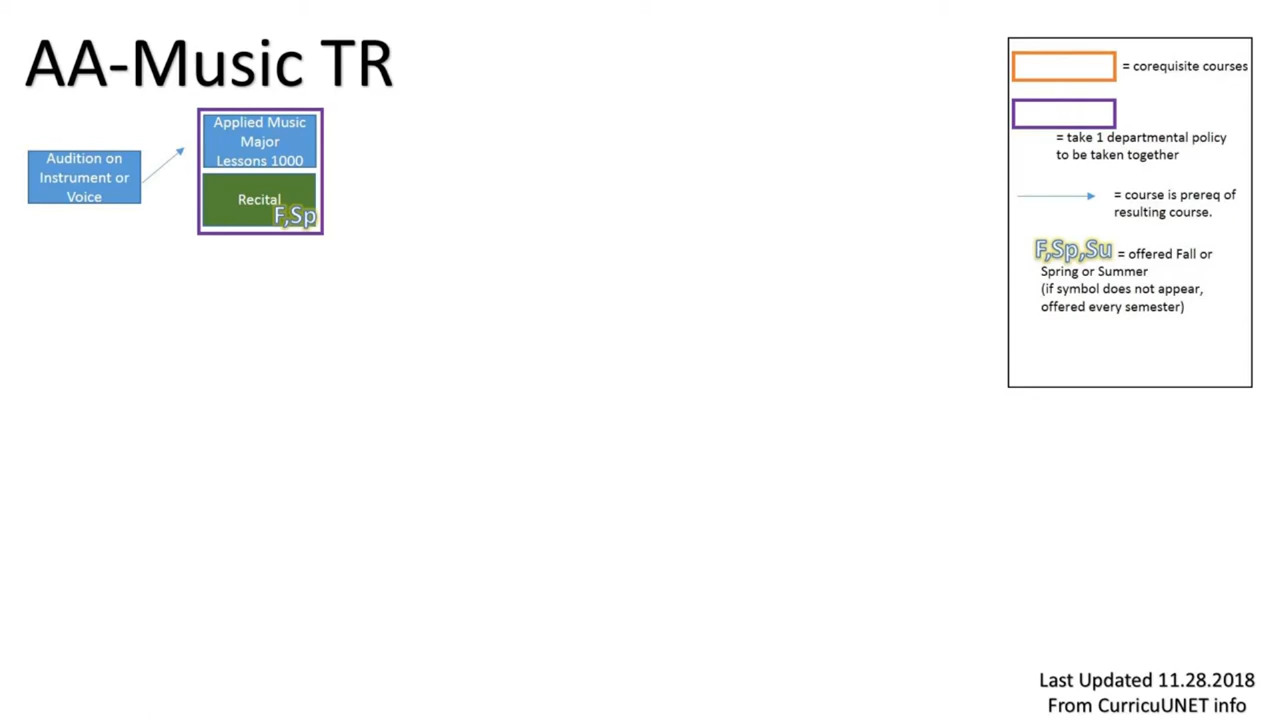 AA-Music TR
Audition on
Instrument or
Voice
Applied Music
Major
Lessons 1000
Recital
F,Sp
= corequisite courses
= take 1 departmental policy
to be taken together
= course is prereq of
resulting course.
F,Sp,Su = offered Fall or
Spring or Summer
(if symbol does not appear,
offered every semester)
Last Updated 11.28.2018
From CurricuUNET info